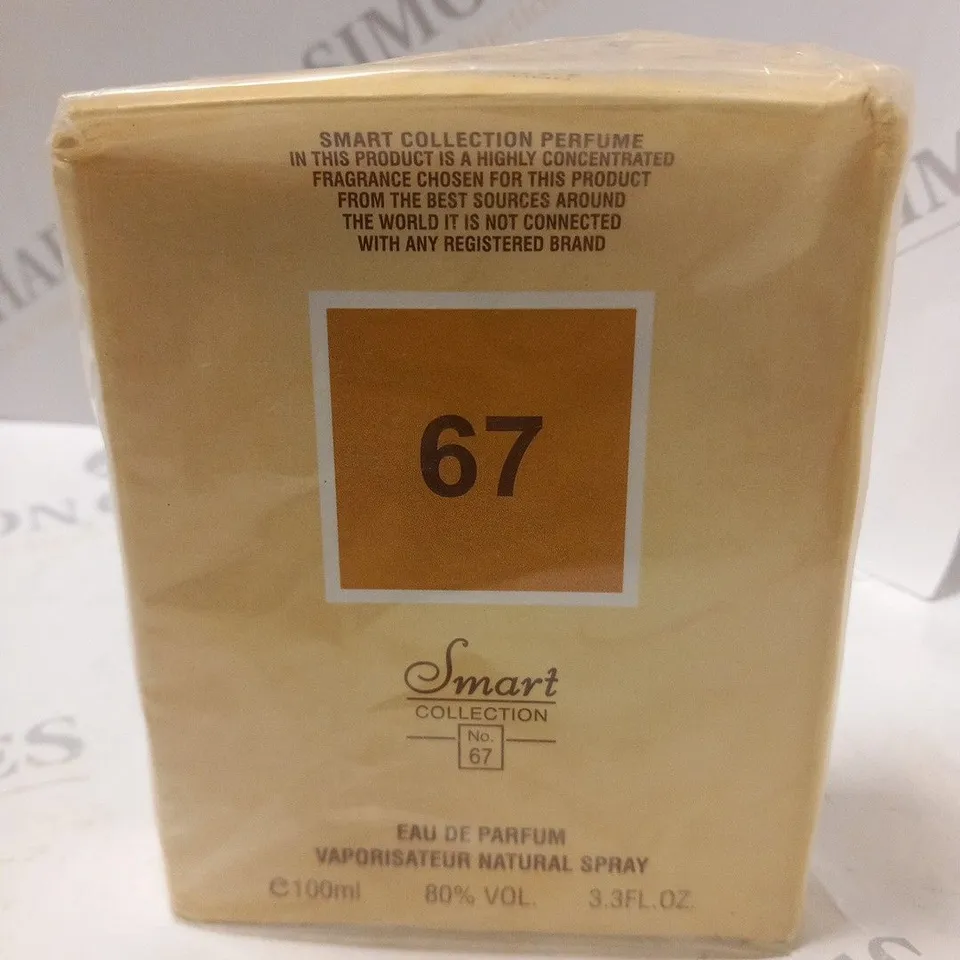 SMART COLLECTION PERFUME
IN THIS PRODUCT IS A HIGHLY CONCENTRATED
FRAGRANCE CHOSEN FOR THIS PRODUCT
FROM THE BEST SOURCES AROUND
THE WORLD IT IS NOT CONNECTED
WITH ANY REGISTERED BRAND
67
Smart
COLLECTION
No.
67
EAU DE PARFUM
VAPORISATEUR NATURAL SPRAY
℮100ml 80% VOL. 3.3FL.OZ.